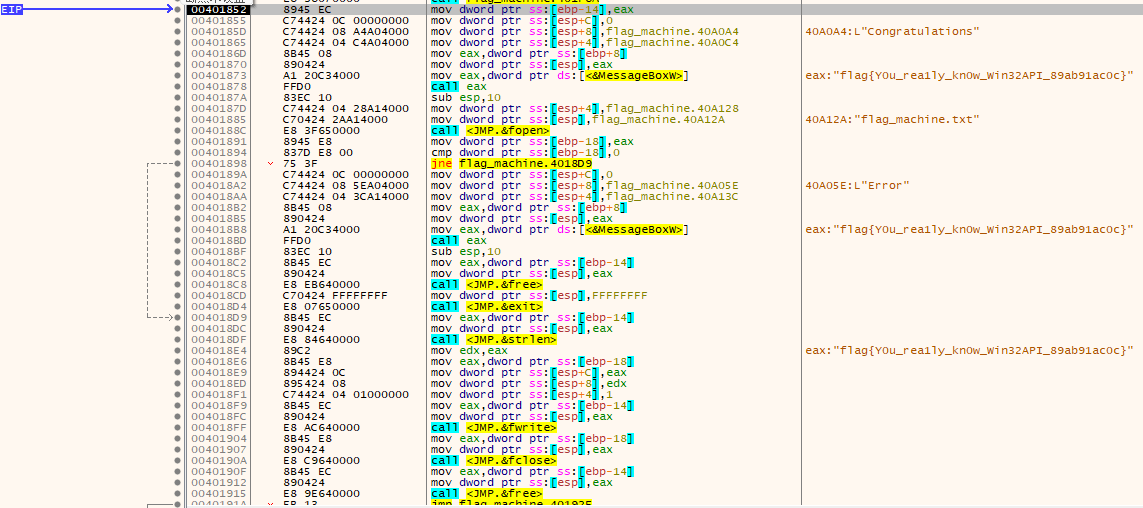 EIP 00401852 8945 EC mov dword ptr ss:[ebp-14],eax
00401855 C74424 0C 00000000 mov dword ptr ss:[esp+C],0
0040185D C74424 08 A4A04000 mov dword ptr ss:[esp+8],flag_machine.40A0A4 40A0A4:L"Congratulations"
00401865 C74424 04 C4A04000 mov dword ptr ss:[esp+4],flag_machine.40A0C4
0040186D 8B45 08 mov eax,dword ptr ss:[ebp+8]
00401870 890424 mov dword ptr ss:[esp],eax
00401873 A1 20C34000 mov eax,dword ptr ds:[<&MessageBoxW>] eax:"flag{Y0u_rea1ly_kn0w_Win32API_89ab91ac0c}"
00401878 FFD0 call eax
0040187A 83EC 10 sub esp,10
0040187D C74424 04 28A14000 mov dword ptr ss:[esp+4],flag_machine.40A128
00401885 C70424 2AA14000 mov dword ptr ss:[esp],flag_machine.40A12A 40A12A:"flag_machine.txt"
0040188C E8 3F650000 call <JMP.&fopen>
00401891 8945 E8 mov dword ptr ss:[ebp-18],eax
00401894 837D E8 00 cmp dword ptr ss:[ebp-18],0
00401898 75 3F jne flag_machine.4018D9
0040189A C74424 0C 00000000 mov dword ptr ss:[esp+C],0
004018A2 C74424 08 5EA04000 mov dword ptr ss:[esp+8],flag_machine.40A05E 40A05E:L"Error"
004018AA C74424 04 3CA14000 mov dword ptr ss:[esp+4],flag_machine.40A13C
004018B2 8B45 08 mov eax,dword ptr ss:[ebp+8]
004018B5 890424 mov dword ptr ss:[esp],eax
004018B8 A1 20C34000 mov eax,dword ptr ds:[<&MessageBoxW>] eax:"flag{Y0u_rea1ly_kn0w_Win32API_89ab91ac0c}"
004018BD FFD0 call eax
004018BF 83EC 10 sub esp,10
004018C2 8B45 EC mov eax,dword ptr ss:[ebp-14]
004018C5 890424 mov dword ptr ss:[esp],eax
004018C8 E8 EB640000 call <JMP.&free>
004018CD C70424 FFFFFFFF mov dword ptr ss:[esp],FFFFFFFF
004018D4 E8 07650000 call <JMP.&exit>
004018D9 8B45 EC mov eax,dword ptr ss:[ebp-14]
004018DC 890424 mov dword ptr ss:[esp],eax
004018DF E8 84640000 call <JMP.&strlen>
004018E4 89C2 mov edx,eax eax:"flag{Y0u_rea1ly_kn0w_Win32API_89ab91ac0c}"
004018E6 8B45 E8 mov eax,dword ptr ss:[ebp-18]
004018E9 894424 0C mov dword ptr ss:[esp+C],eax
004018ED 895424 08 mov dword ptr ss:[esp+8],edx
004018F1 C74424 04 01000000 mov dword ptr ss:[esp+4],1
004018F9 8B45 EC mov eax,dword ptr ss:[ebp-14]
004018FC 890424 mov dword ptr ss:[esp],eax
004018FF E8 AC640000 call <JMP.&fwrite>
00401904 8B45 E8 mov eax,dword ptr ss:[ebp-18]
00401907 890424 mov dword ptr ss:[esp],eax
0040190A E8 C9640000 call <JMP.&fclose>
0040190F 8B45 EC mov eax,dword ptr ss:[ebp-14]
00401912 890424 mov dword ptr ss:[esp],eax
00401915 E8 9E640000 call <JMP.&free>
0040191A EB 13 jmp flag_machine.40192F